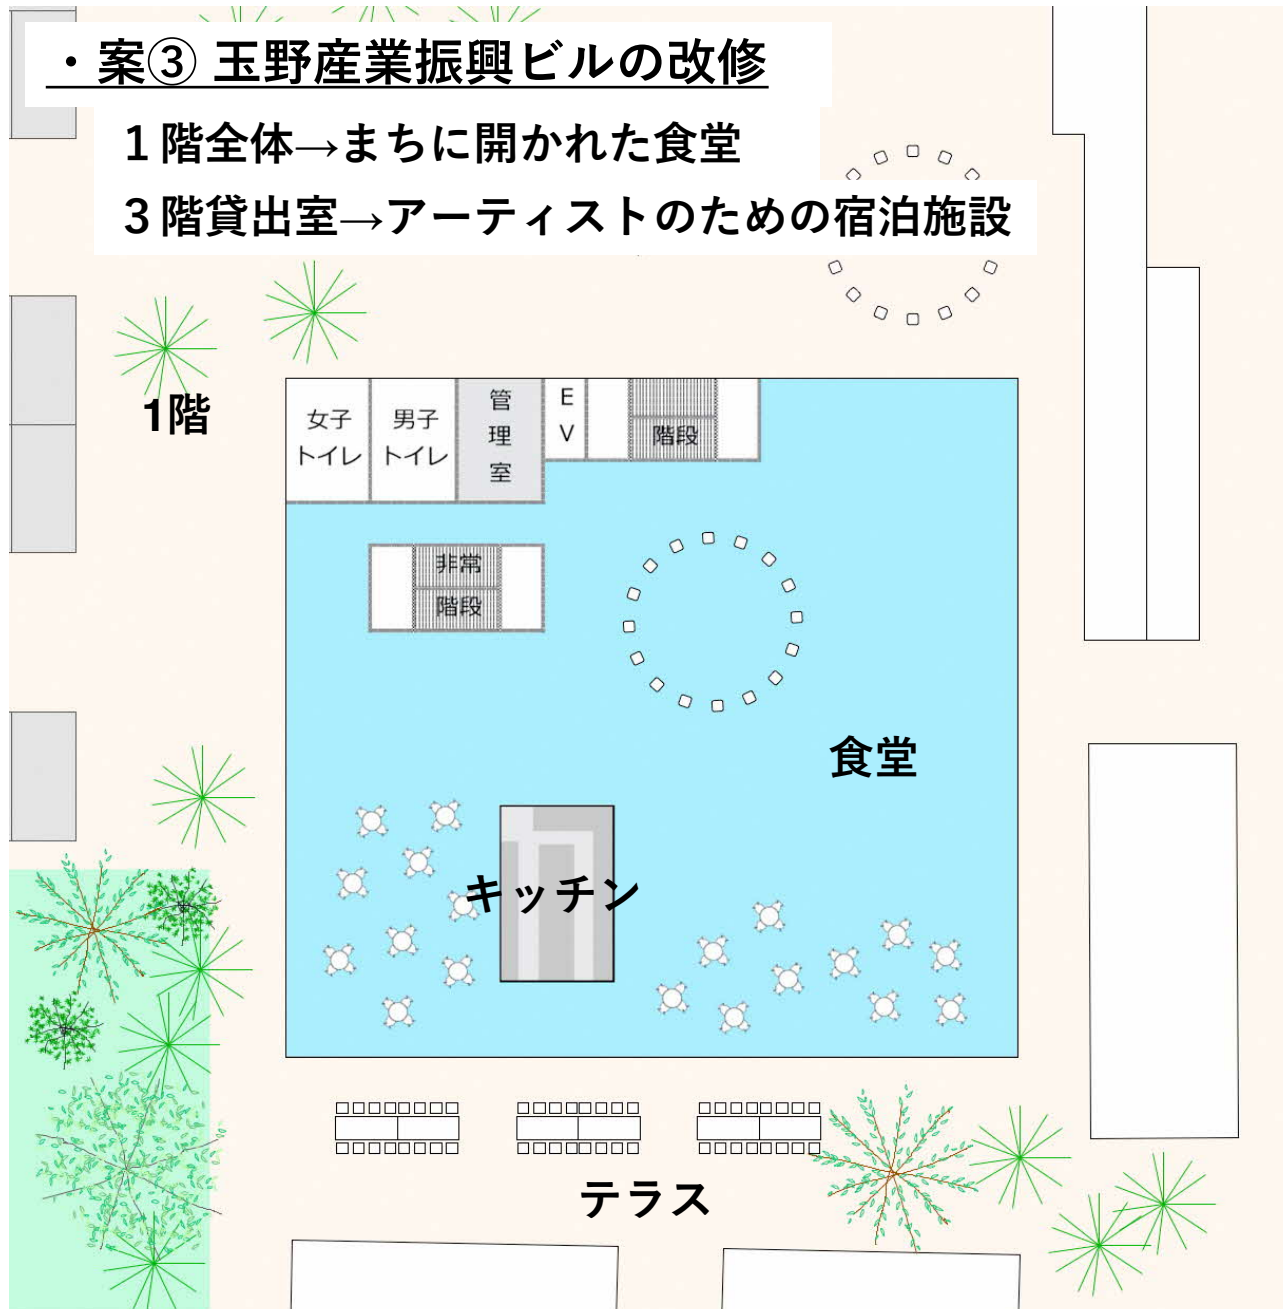 ・案③ 玉野産業振興ビルの改修
１階全体→まちに開かれた食堂
３階貸出室→アーティストのための宿泊施設
1階
女子
トイレ
男子
トイレ
管
理
室
E
V
階段
非常
階段
食堂
キッチン
テラス